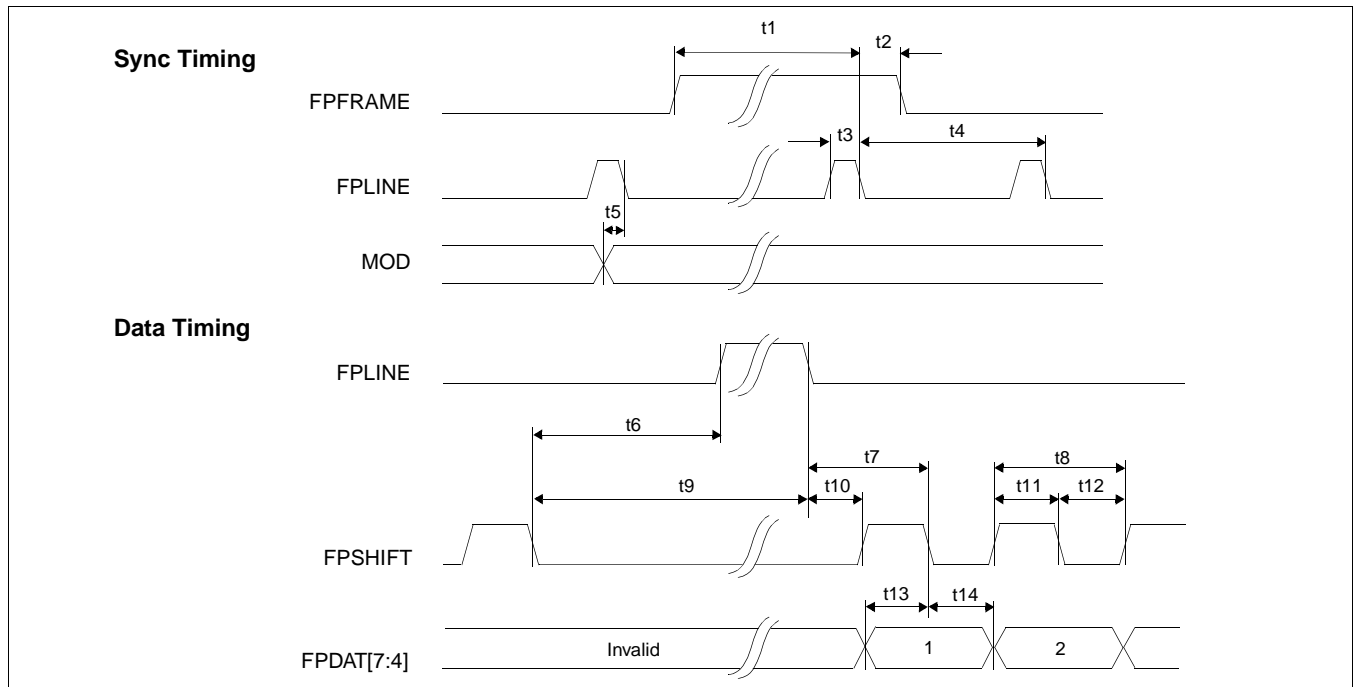 Sync Timing
t1
t2
FPFRAME
t3
t4
FPLINE
t5
MOD
Data Timing
FPLINE
t6
t7
t8
t9
t10
t11
t12
FPSHIFT
t13
t14
FPDAT[7:4]
Invalid
1
2